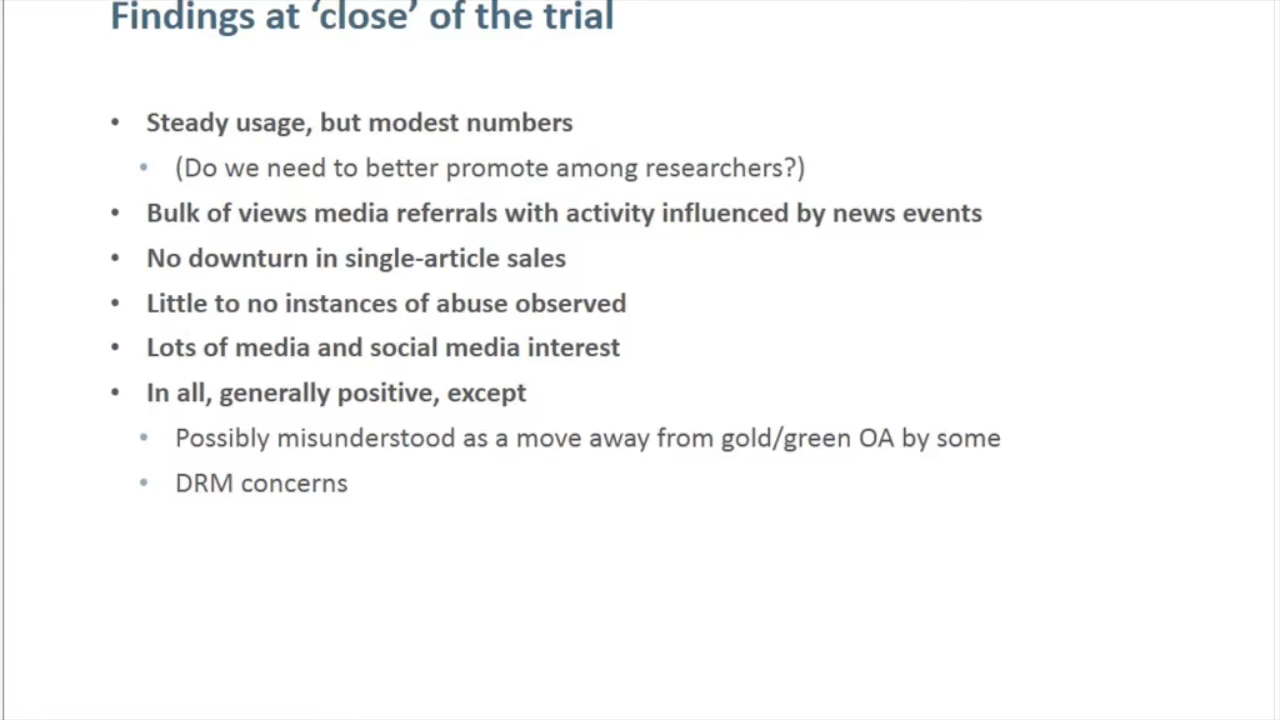 Findings at ‘close’ of the trial
• Steady usage, but modest numbers
• (Do we need to better promote among researchers?)
• Bulk of views media referrals with activity influenced by news events
• No downturn in single-article sales
• Little to no instances of abuse observed
• Lots of media and social media interest
• In all, generally positive, except
• Possibly misunderstood as a move away from gold/green OA by some
• DRM concerns